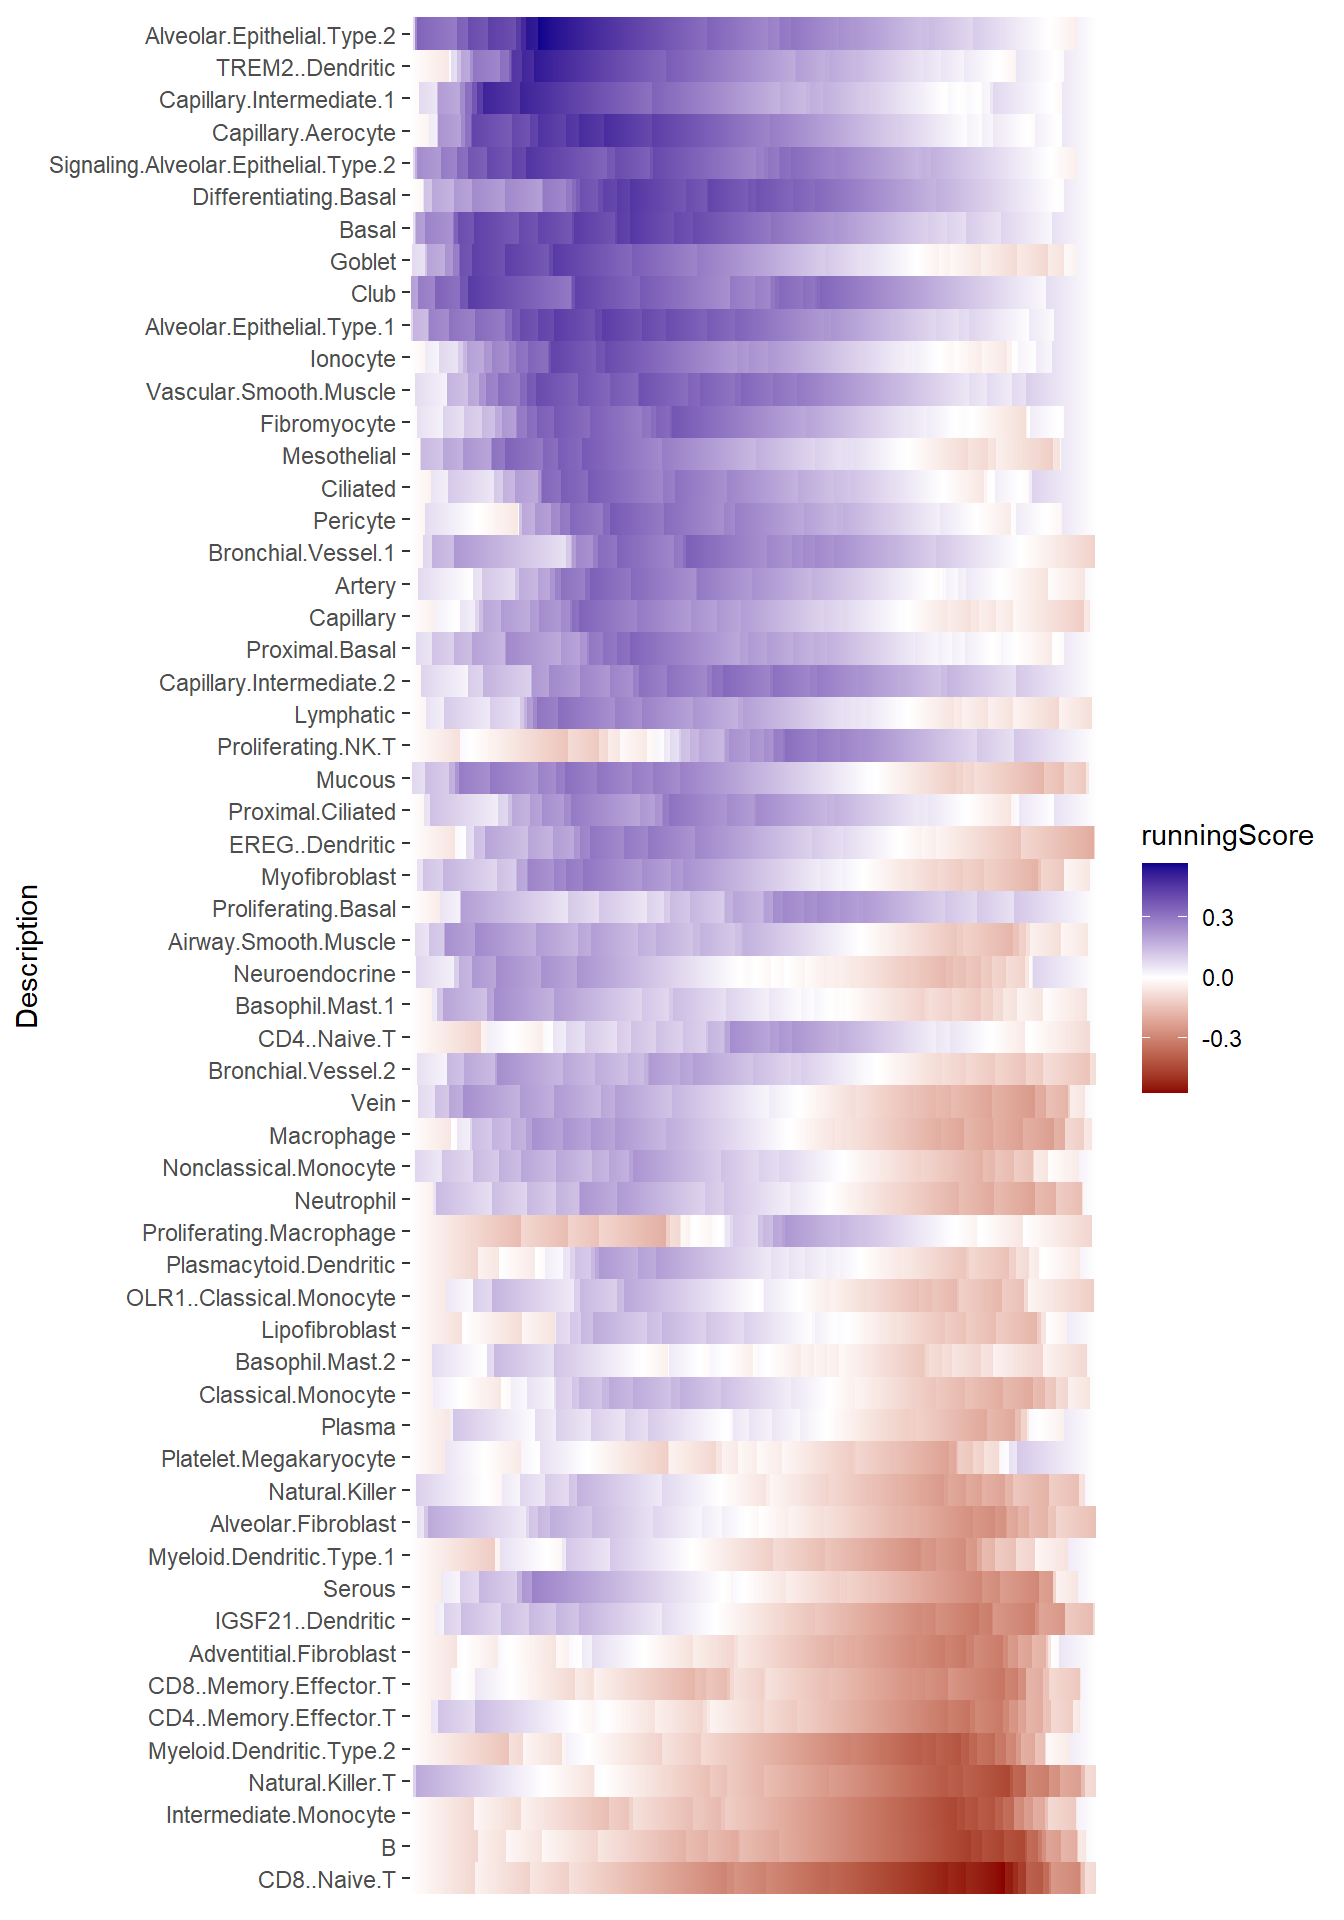 Description
Alveolar.Epithelial.Type.2
TREM2..Dendritic
Capillary.Intermediate.1
Capillary.Aerocyte
Signaling.Alveolar.Epithelial.Type.2
Differentiating.Basal
Basal
Goblet
Club
Alveolar.Epithelial.Type.1
Ionocyte
Vascular.Smooth.Muscle
Fibromyocyte
Mesothelial
Ciliated
Pericyte
Bronchial.Vessel.1
Artery
Capillary
Proximal.Basal
Capillary.Intermediate.2
Lymphatic
Proliferating.NK.T
Mucous
Proximal.Ciliated
EREG..Dendritic
Myofibroblast
Proliferating.Basal
Airway.Smooth.Muscle
Neuroendocrine
Basophil.Mast.1
CD4..Naive.T
Bronchial.Vessel.2
Vein
Macrophage
Nonclassical.Monocyte
Neutrophil
Proliferating.Macrophage
Plasmacytoid.Dendritic
OLR1..Classical.Monocyte
Lipofibroblast
Basophil.Mast.2
Classical.Monocyte
Plasma
Platelet.Megakaryocyte
Natural.Killer
Alveolar.Fibroblast
Myeloid.Dendritic.Type.1
Serous
IGSF21..Dendritic
Adventitial.Fibroblast
CD8..Memory.Effector.T
CD4..Memory.Effector.T
Myeloid.Dendritic.Type.2
Natural.Killer.T
Intermediate.Monocyte
B
CD8..Naive.T
runningScore
0.3
0.0
-0.3